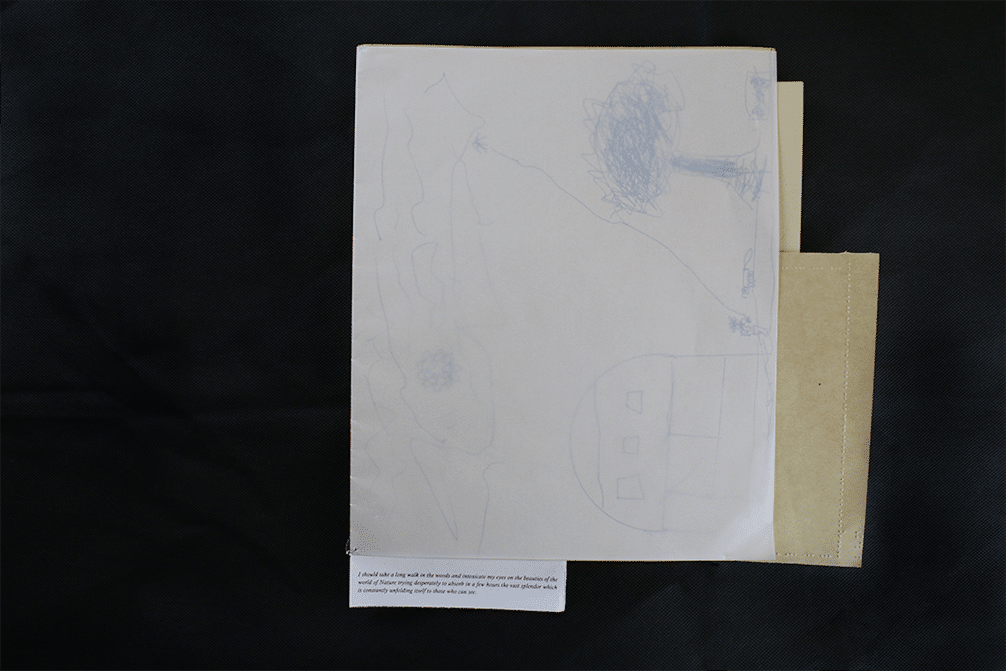 I should take a long walk in the woods and intoxicate my eyes on the beauties of the
world of Nature trying desperately to absorb in a few hours the vast splendor which
is constantly unfolding itself to those who can see.